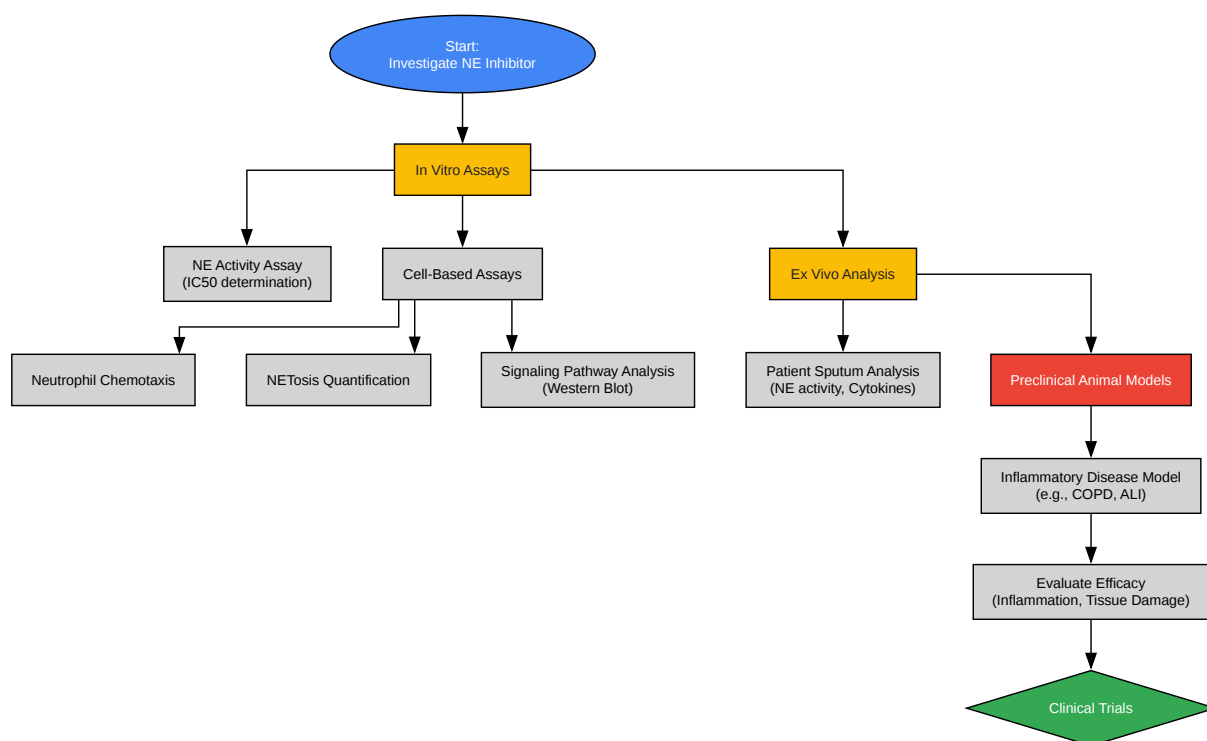 Start:
Investigate NE Inhibitor
In Vitro Assays
NE Activity Assay
(IC50 determination)
Cell-Based Assays
Ex Vivo Analysis
Neutrophil Chemotaxis
NETosis Quantification
Signaling Pathway Analysis
(Western Blot)
Patient Sputum Analysis
(NE activity, Cytokines)
Preclinical Animal Models
Inflammatory Disease Model
(e.g., COPD, ALI)
Evaluate Efficacy
(Inflammation, Tissue Damage)
Clinical Trials